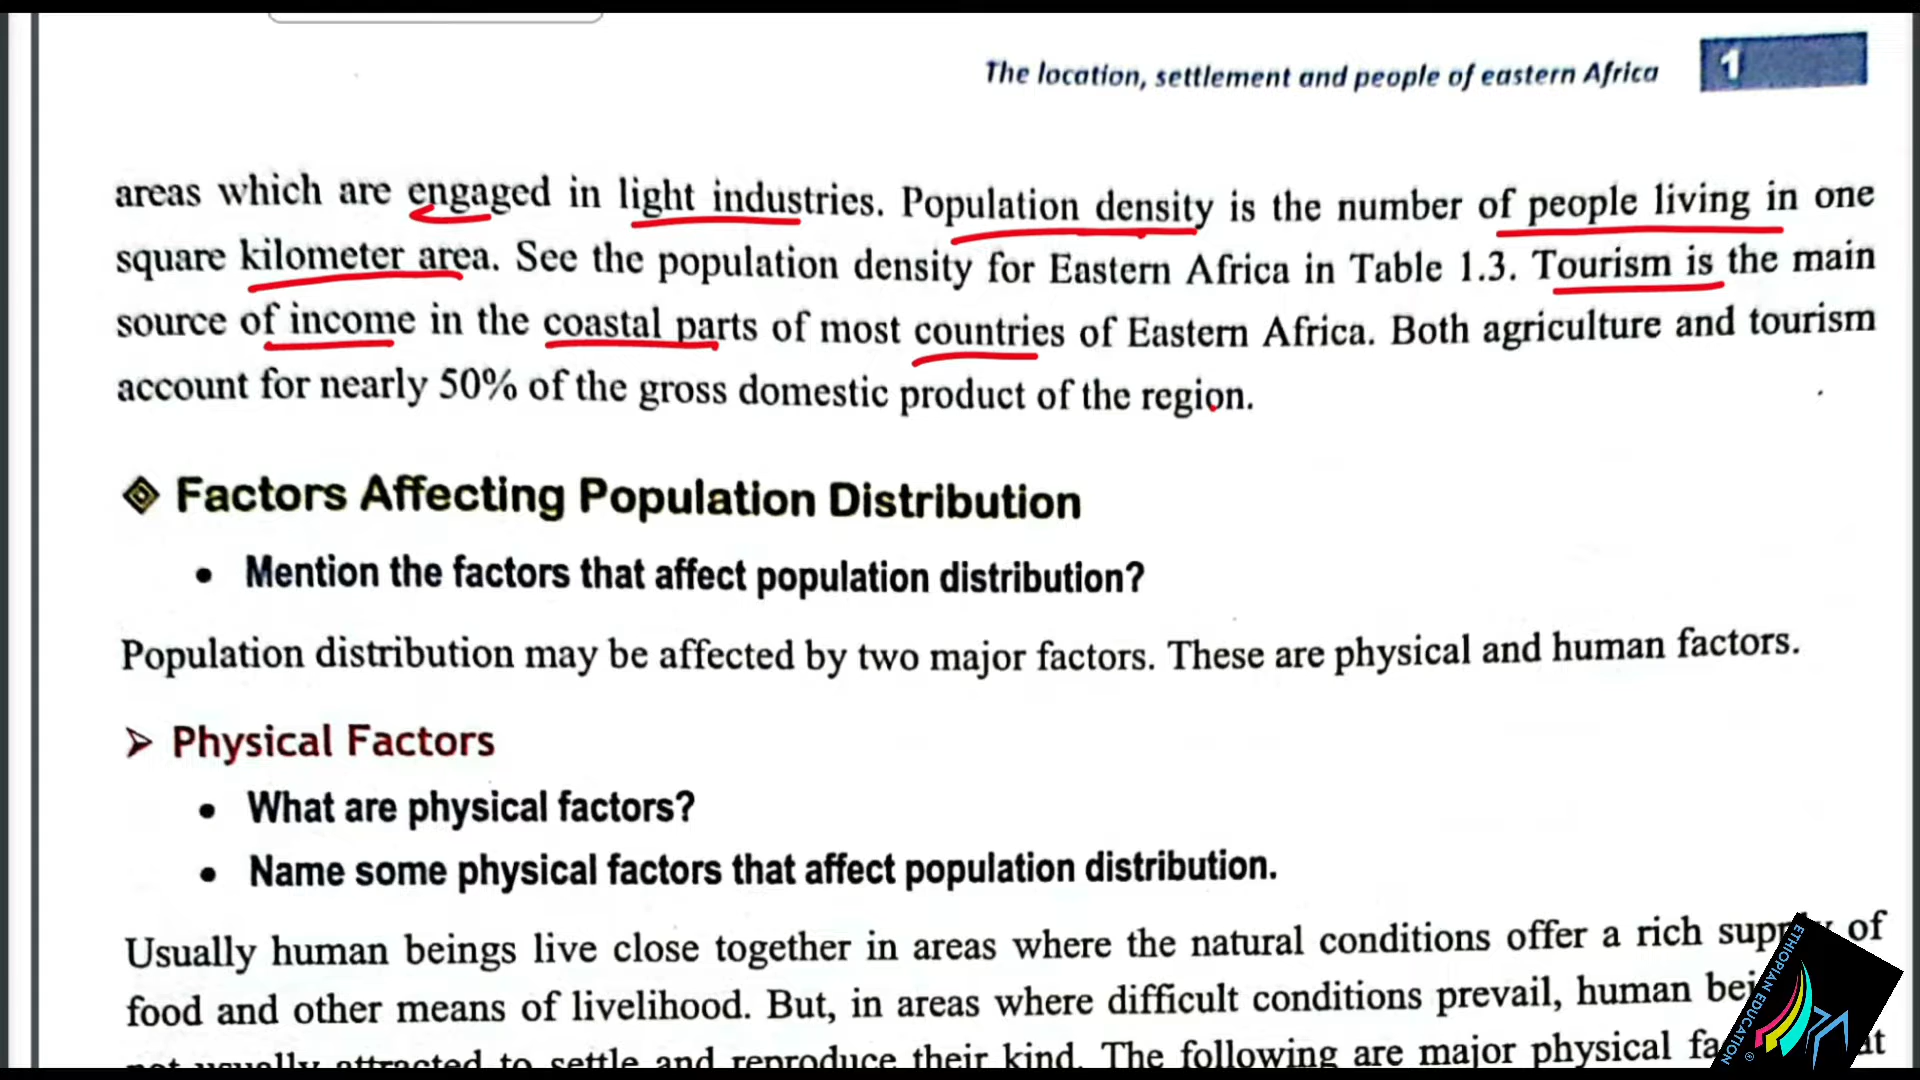 The location, settlement and people of eastern Africa 1
areas which are engaged in light industries. Population density is the number of people living in one
square kilometer area. See the population density for Eastern Africa in Table 1.3. Tourism is the main
source of income in the coastal parts of most countries of Eastern Africa. Both agriculture and tourism
account for nearly 50% of the gross domestic product of the region.
Factors Affecting Population Distribution
• Mention the factors that affect population distribution?
Population distribution may be affected by two major factors. These are physical and human factors.
Physical Factors
• What are physical factors?
• Name some physical factors that affect population distribution.
Usually human beings live close together in areas where the natural conditions offer a rich supply of
food and other means of livelihood. But, in areas where difficult conditions prevail, human
not usually attracted to settle and reproduce their kind. The following are major physical
ETHIOPIAN EDUCATION